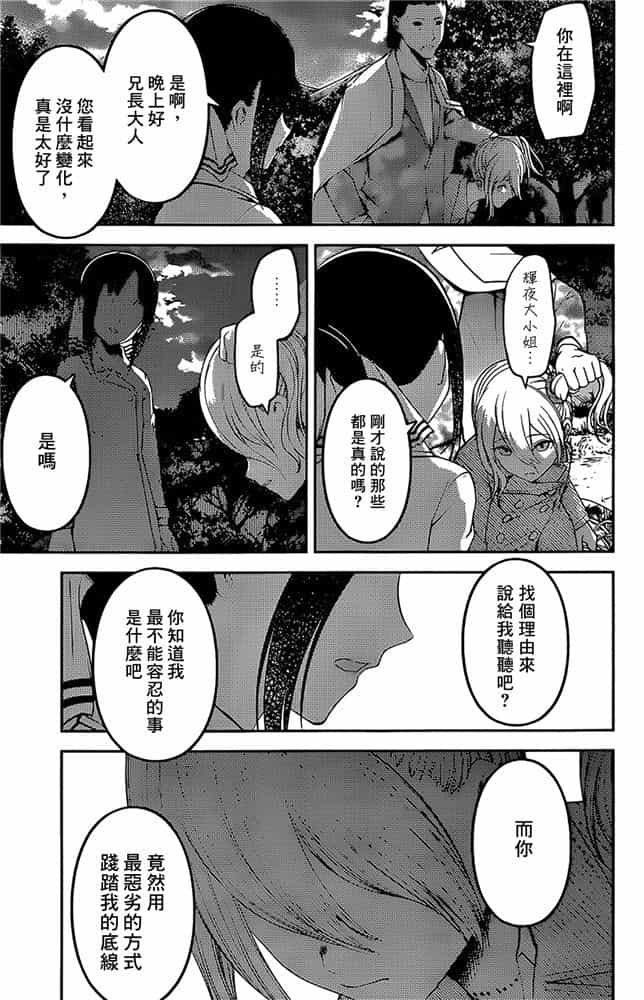 你在這裡啊
是啊，
晚上好
兄長大人
您看起來
沒什麼變化，
真是太好了
輝夜大小姐…
剛才說的那些
都是真的嗎？
……
是的
是嗎
找個理由來
說給我聽聽吧？
你知道我
最不能容忍的事
是什麼吧
而你
竟然用
最惡劣的方式
踐踏我的底線